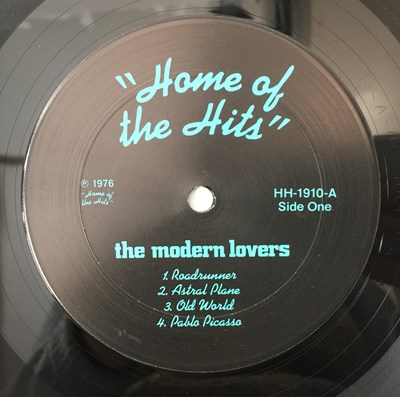 "Home of
the Hits"
℗ 1976
"Home of
the Hits"
HH-1910-A
Side One
the modern lovers
1. Roadrunner
2. Astral Plane
3. Old World
4. Pablo Picasso